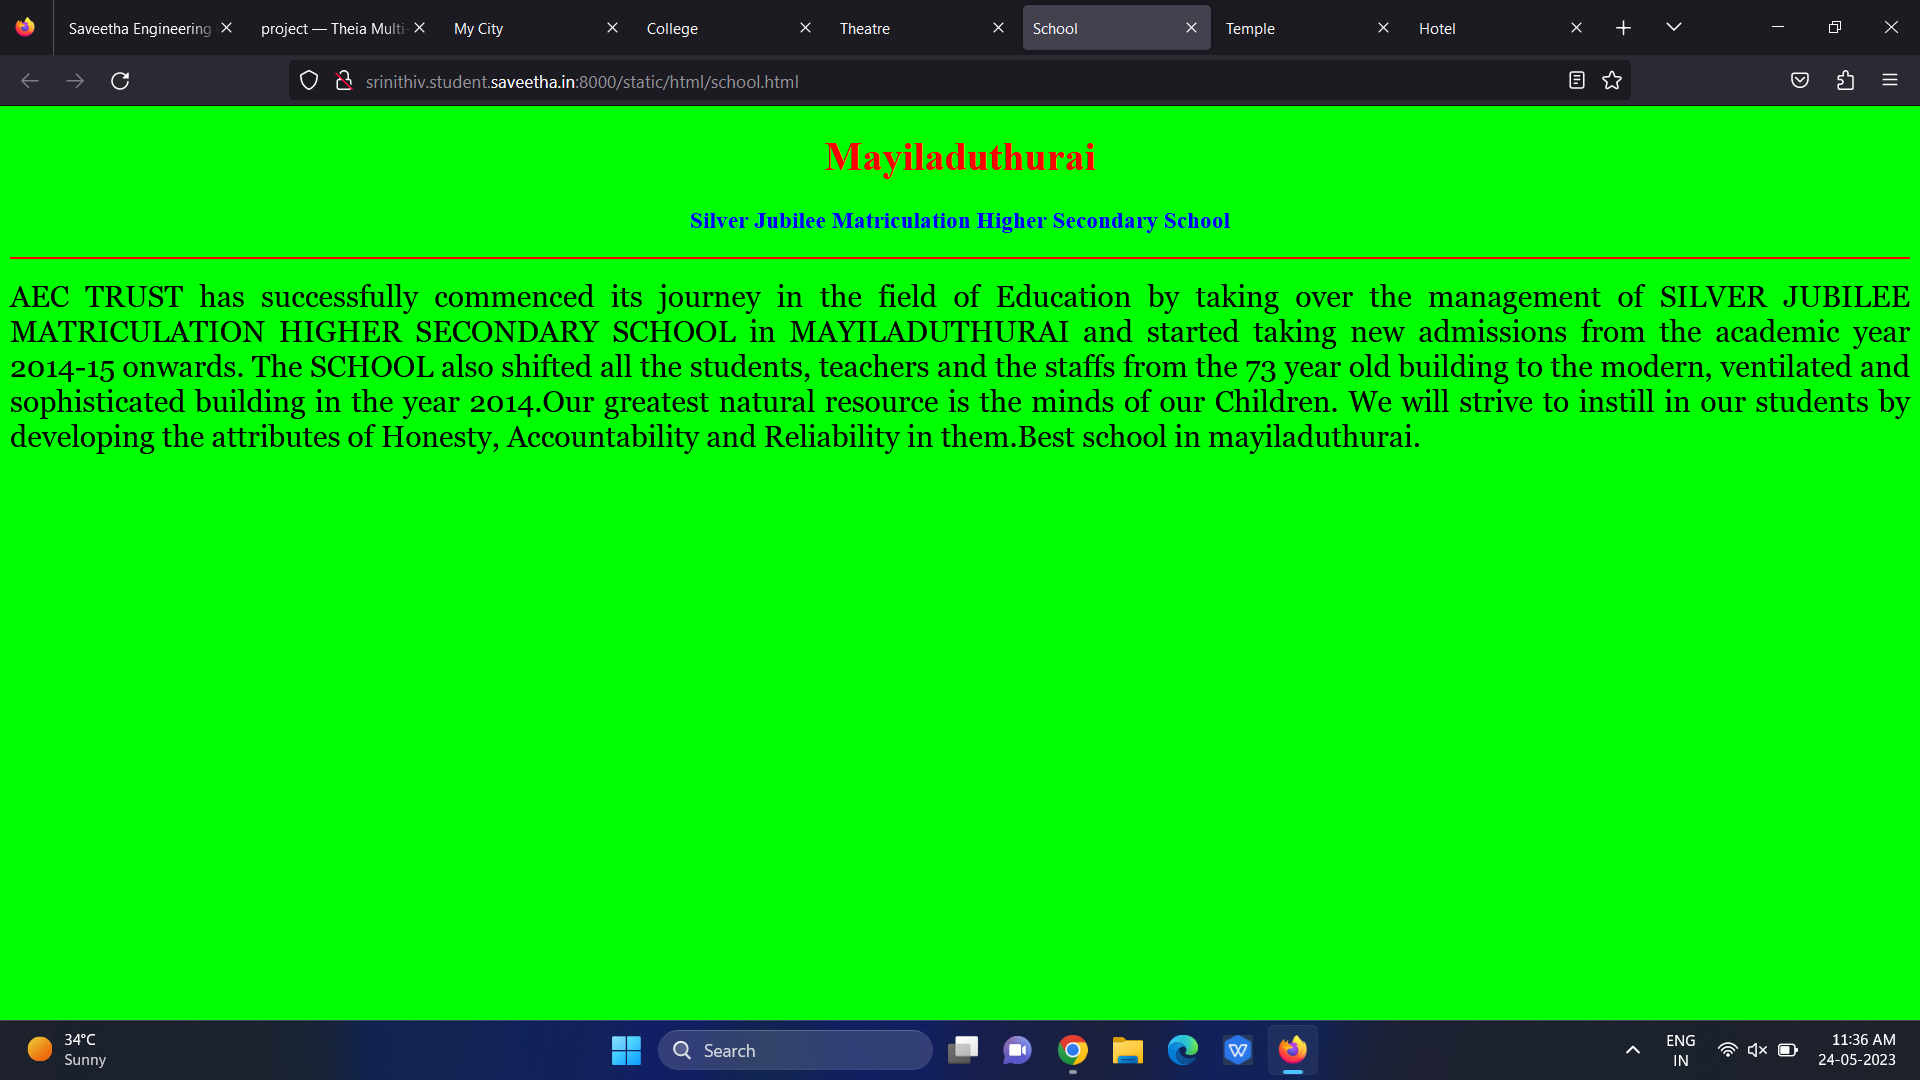 Saveetha Engineering
project — Theia Multi-
My City
College
Theatre
School
Temple
Hotel
srinithiv.student.saveetha.in:8000/static/html/school.html
Mayiladuthurai
Silver Jubilee Matriculation Higher Secondary School
AEC TRUST has successfully commenced its journey in the field of Education by taking over the management of SILVER JUBILEE
MATRICULATION HIGHER SECONDARY SCHOOL in MAYILADUTHURAI and started taking new admissions from the academic year
2014-15 onwards. The SCHOOL also shifted all the students, teachers and the staffs from the 73 year old building to the modern, ventilated and
sophisticated building in the year 2014.Our greatest natural resource is the minds of our Children. We will strive to instill in our students by
developing the attributes of Honesty, Accountability and Reliability in them.Best school in mayiladuthurai.
34°C
Sunny
Search
ENG
IN
11:36 AM
24-05-2023